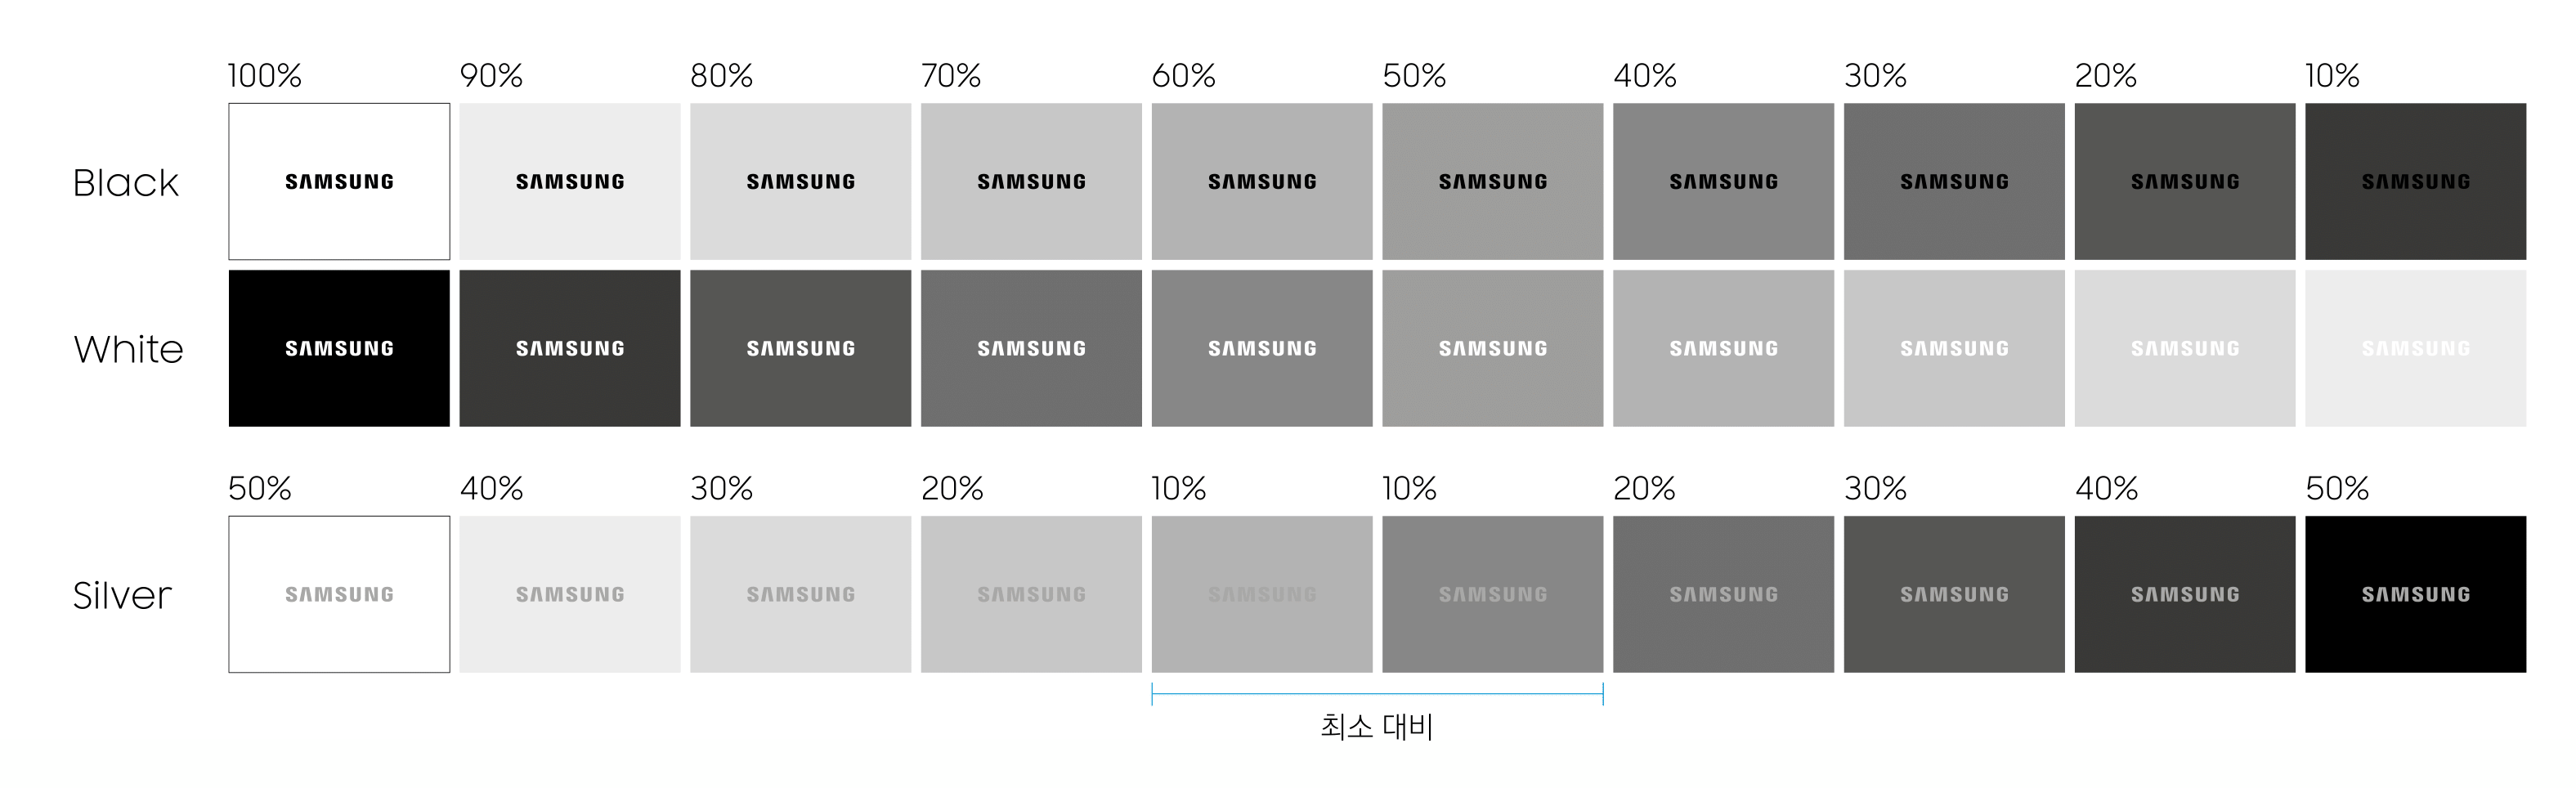 100% 90% 80% 70% 60% 50% 40% 30% 20% 10%
Black SAMSUNG SAMSUNG SAMSUNG SAMSUNG SAMSUNG SAMSUNG SAMSUNG SAMSUNG SAMSUNG SAMSUNG
White SAMSUNG SAMSUNG SAMSUNG SAMSUNG SAMSUNG SAMSUNG SAMSUNG SAMSUNG SAMSUNG SAMSUNG
50% 40% 30% 20% 10% 10% 20% 30% 40% 50%
Silver SAMSUNG SAMSUNG SAMSUNG SAMSUNG SAMSUNG SAMSUNG SAMSUNG SAMSUNG SAMSUNG SAMSUNG
최소 대비